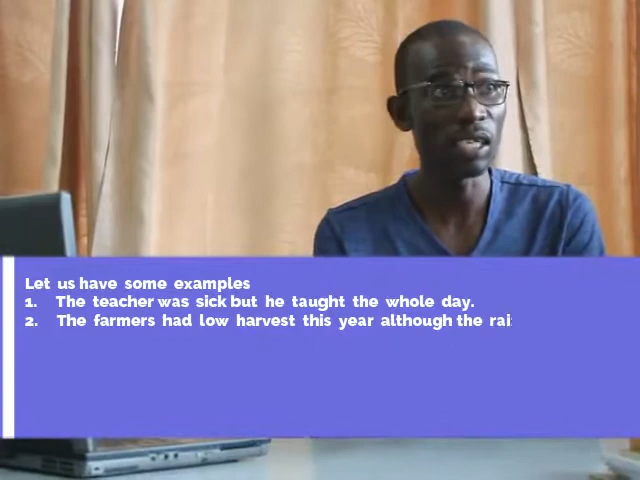 Let us have some examples
1. The teacher was sick but he taught the whole day.
2. The farmers had low harvest this year although the rai